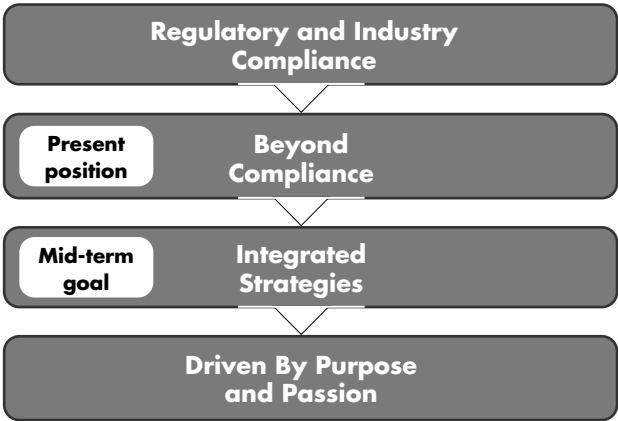 Regulatory and Industry
Compliance
Present
position
Beyond
Compliance
Mid-term
goal
Integrated
Strategies
Driven By Purpose
and Passion